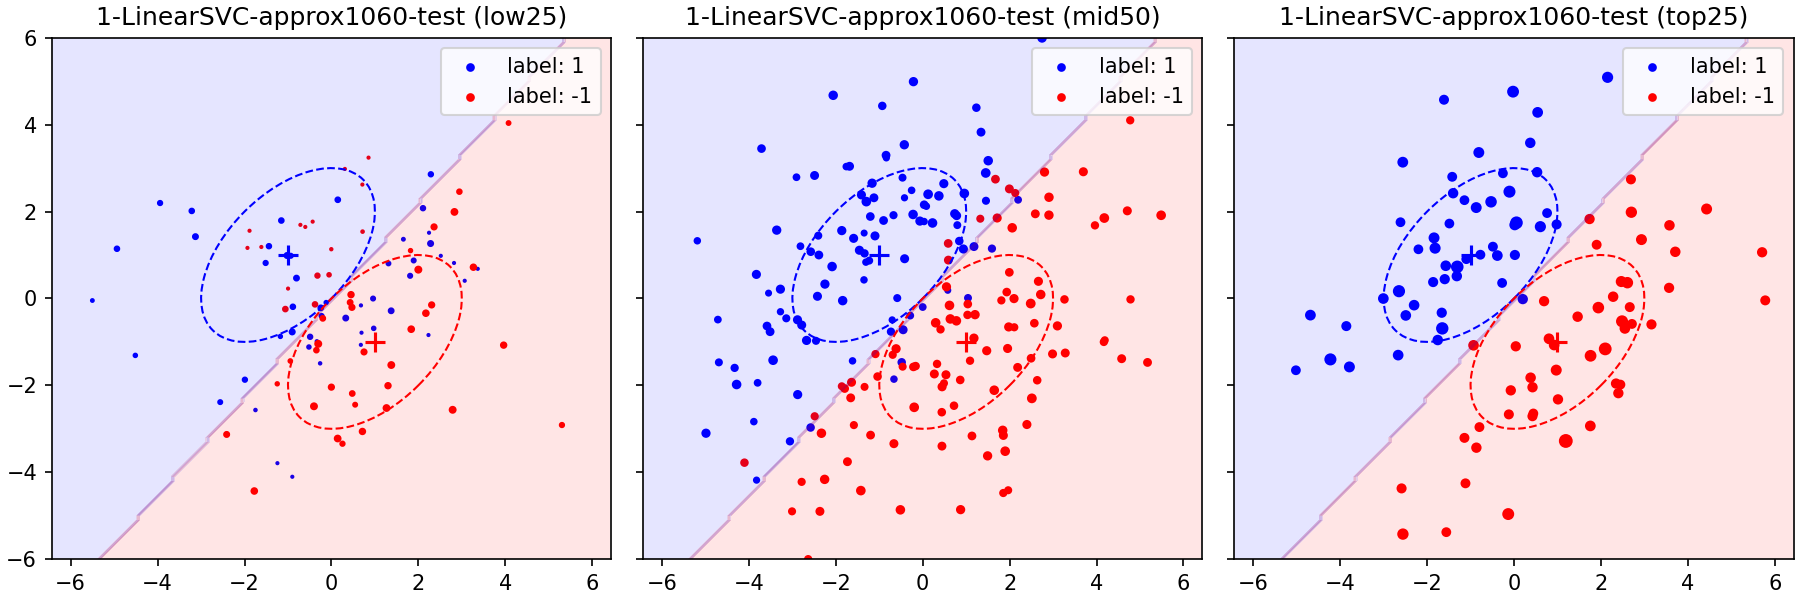 1-LinearSVC-approx1060-test (low25)
1-LinearSVC-approx1060-test (mid50)
1-LinearSVC-approx1060-test (top25)
label: 1
label: -1
label: 1
label: -1
label: 1
label: -1
6
4
2
0
−2
−4
−6
−6 −4 −2 0 2 4 6
−6 −4 −2 0 2 4 6
−6 −4 −2 0 2 4 6